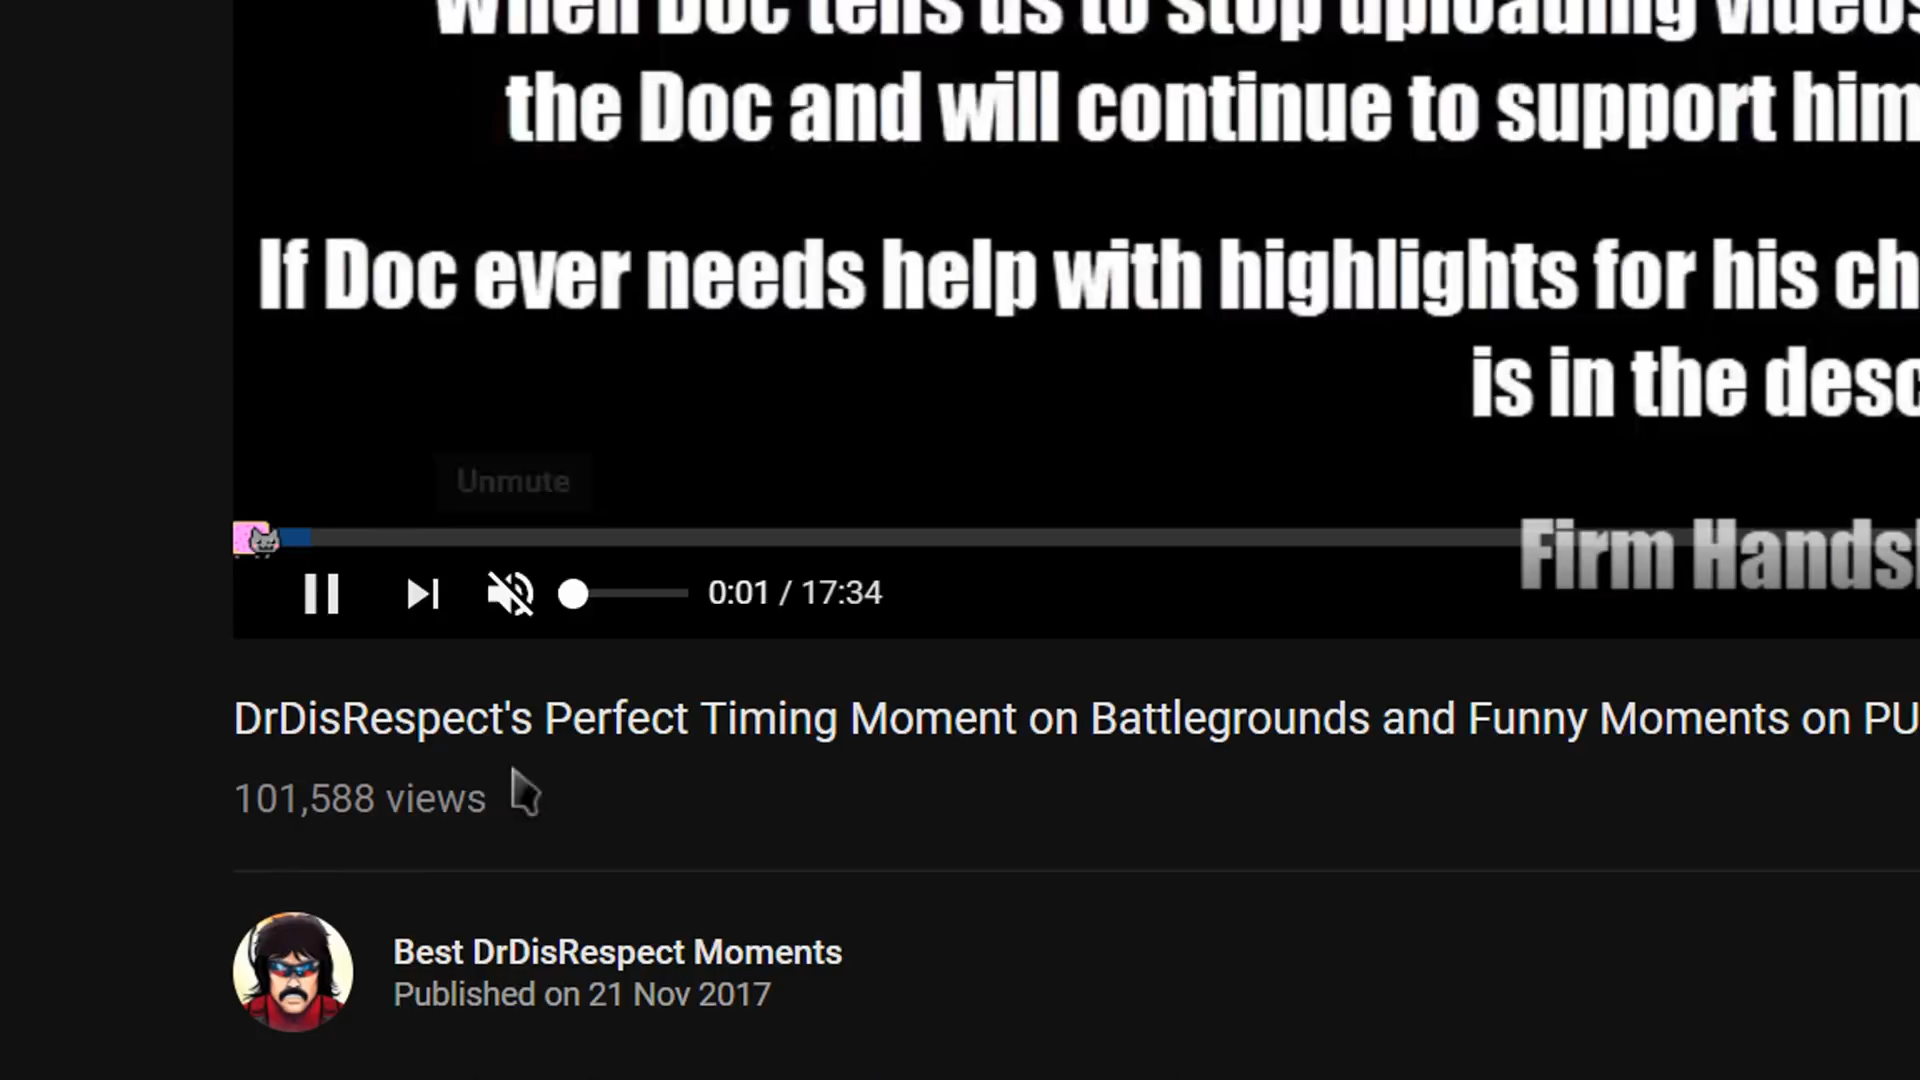 When Doc tells us to stop uploading videos
the Doc and will continue to support him
If Doc ever needs help with highlights for his ch
is in the desc
Unmute
Firm Hands
0:01 / 17:34
DrDisRespect's Perfect Timing Moment on Battlegrounds and Funny Moments on PU
101,588 views
Best DrDisRespect Moments
Published on 21 Nov 2017